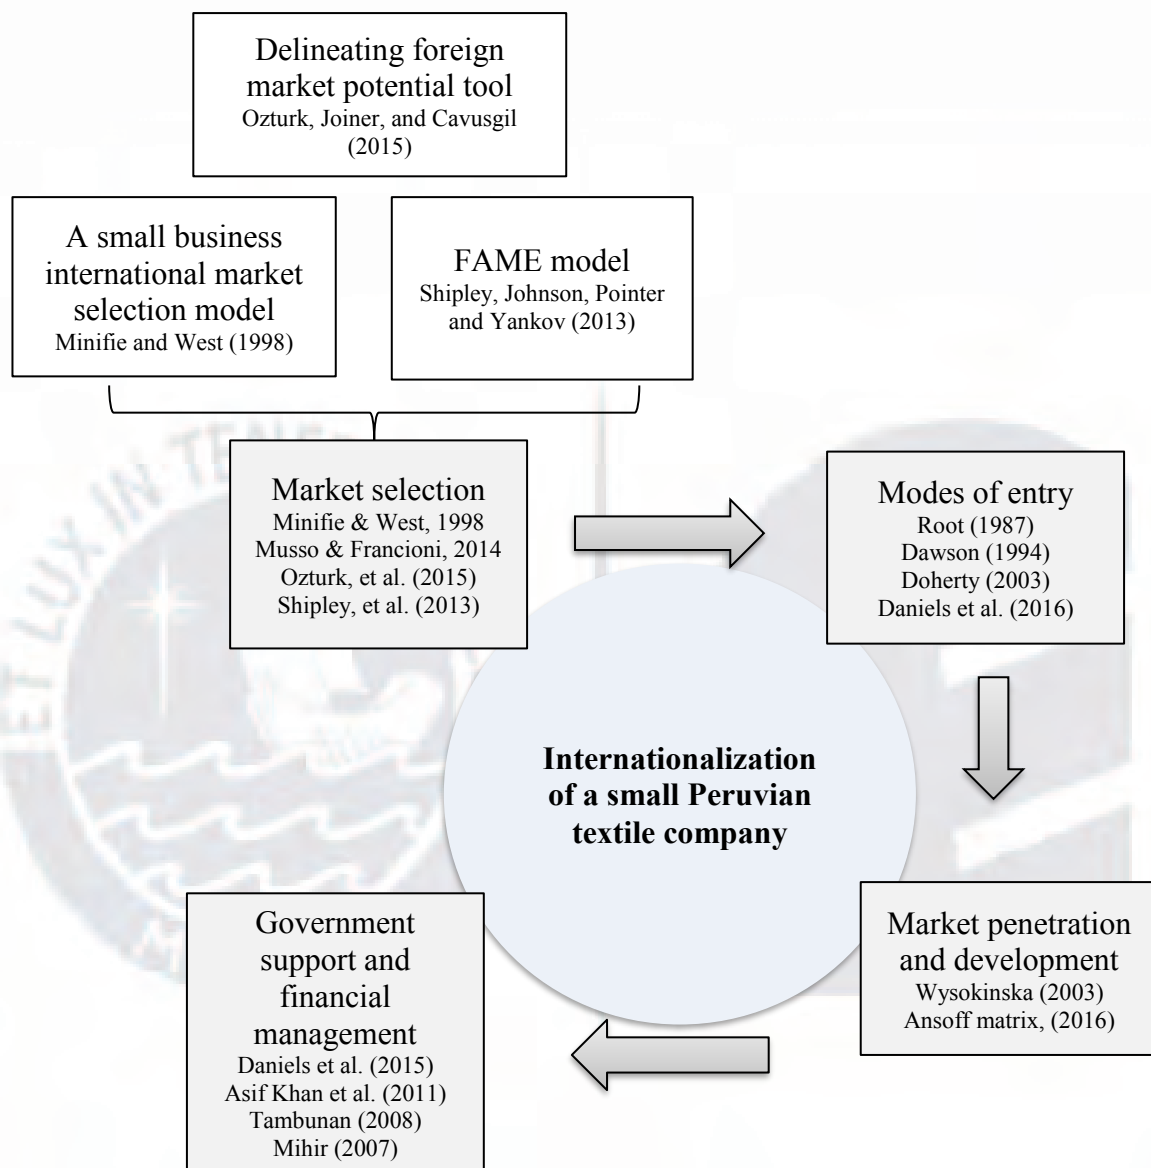 Delineating foreign
market potential tool
Ozturk, Joiner, and Cavusgil
(2015)
A small business
international market
selection model
Minifie and West (1998)
FAME model
Shipley, Johnson, Pointer
and Yankov (2013)
Market selection
Minifie & West, 1998
Musso & Francioni, 2014
Ozturk, et al. (2015)
Shipley, et al. (2013)
Modes of entry
Root (1987)
Dawson (1994)
Doherty (2003)
Daniels et al. (2016)
Internationalization
of a small Peruvian
textile company
Market penetration
and development
Wysokinska (2003)
Ansoff matrix, (2016)
Government
support and
financial
management
Daniels et al. (2015)
Asif Khan et al. (2011)
Tambunan (2008)
Mihir (2007)
ET LUX IN TENE